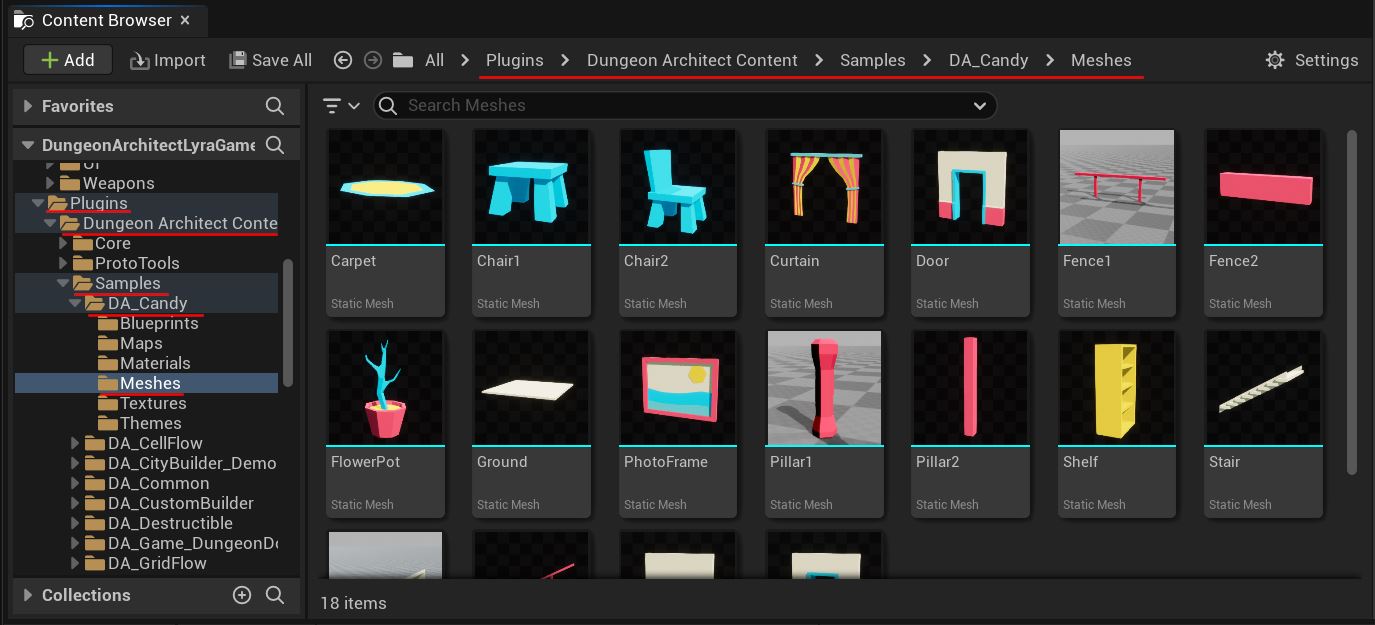 Content Browser
Add Import Save All All Plugins Dungeon Architect Content Samples DA_Candy Meshes Settings
Favorites
Search Meshes
DungeonArchitectLyraGame
UI
Weapons
Plugins
Dungeon Architect Conte
Core
ProtoTools
Samples
DA_Candy
Blueprints
Maps
Materials
Meshes
Textures
Themes
DA_CellFlow
DA_CityBuilder_Demo
DA_Common
DA_CustomBuilder
DA_Destructible
DA_Game_DungeonDo
DA_GridFlow
Collections
Carpet Chair1 Chair2 Curtain Door Fence1 Fence2
Static Mesh Static Mesh Static Mesh Static Mesh Static Mesh Static Mesh Static Mesh
FlowerPot Ground PhotoFrame Pillar1 Pillar2 Shelf Stair
Static Mesh Static Mesh Static Mesh Static Mesh Static Mesh Static Mesh Static Mesh
18 items